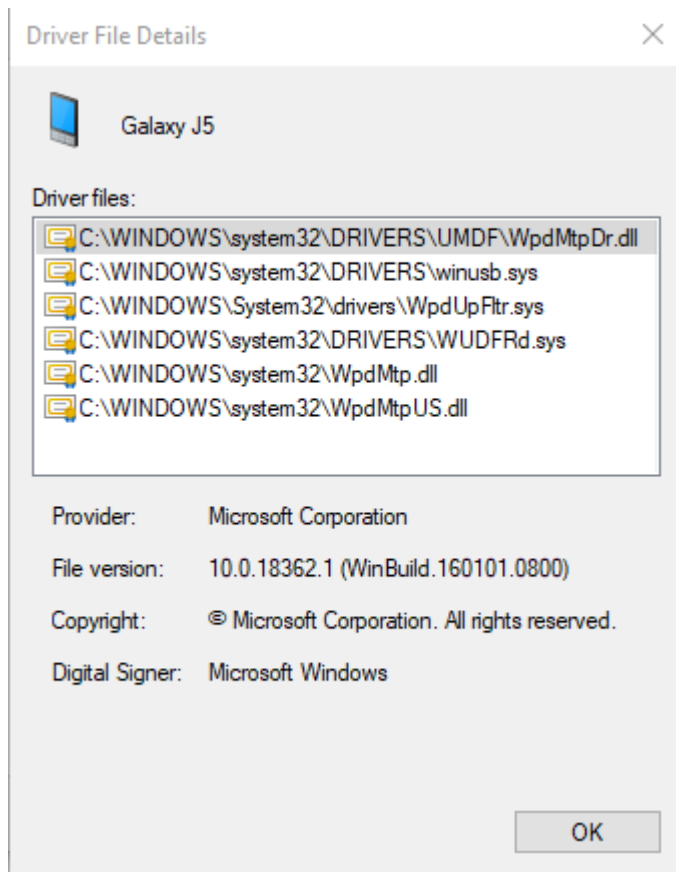 Driver File Details
Galaxy J5
Driver files:
C:\WINDOWS\system32\DRIVERS\UMDF\WpdMtpDr.dll
C:\WINDOWS\system32\DRIVERS\winusb.sys
C:\WINDOWS\System32\drivers\WpdUpFltr.sys
C:\WINDOWS\system32\DRIVERS\WUDFRd.sys
C:\WINDOWS\system32\WpdMtp.dll
C:\WINDOWS\system32\WpdMtpUS.dll
Provider: Microsoft Corporation
File version: 10.0.18362.1 (WinBuild.160101.0800)
Copyright: © Microsoft Corporation. All rights reserved.
Digital Signer: Microsoft Windows
OK